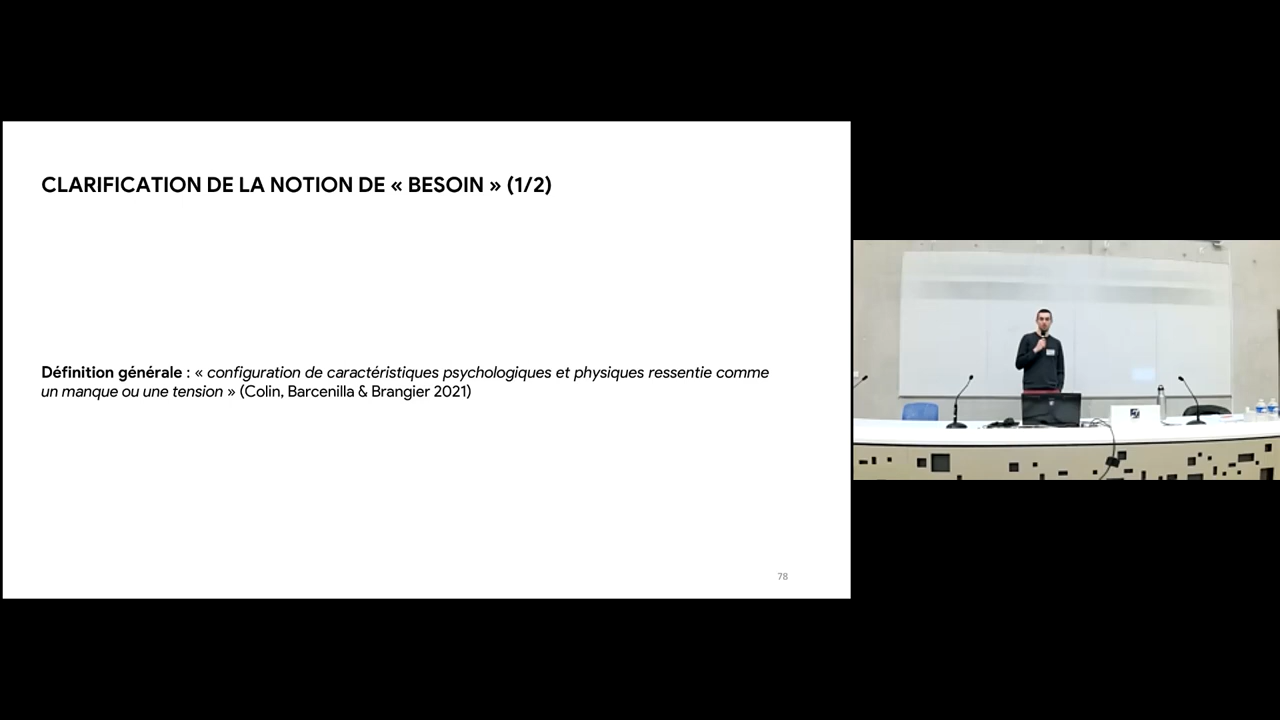 CLARIFICATION DE LA NOTION DE « BESOIN » (1/2)
Définition générale : « configuration de caractéristiques psychologiques et physiques ressentie comme
un manque ou une tension » (Colin, Barcenilla & Brangier 2021)
78